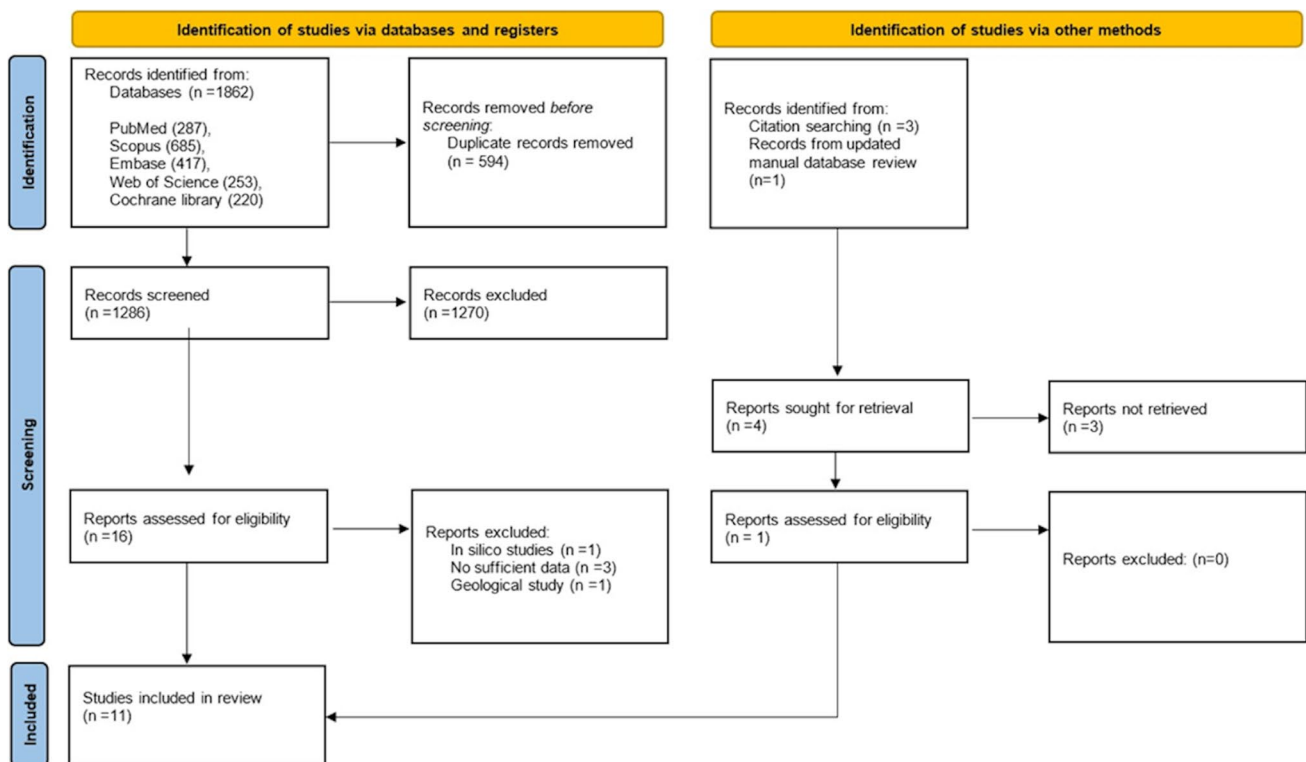 Identification of studies via databases and registers
Identification of studies via other methods
Identification
Records identified from:
Databases (n =1862)
PubMed (287),
Scopus (685),
Embase (417),
Web of Science (253),
Cochrane library (220)
Records removed before
screening:
Duplicate records removed
(n = 594)
Records identified from:
Citation searching (n =3)
Records from updated
manual database review
(n=1)
Screening
Records screened
(n =1286)
Records excluded
(n =1270)
Reports sought for retrieval
(n =4)
Reports not retrieved
(n =3)
Reports assessed for eligibility
(n =16)
Reports excluded:
In silico studies (n =1)
No sufficient data (n =3)
Geological study (n =1)
Reports assessed for eligibility
(n = 1)
Reports excluded: (n=0)
Included
Studies included in review
(n =11)